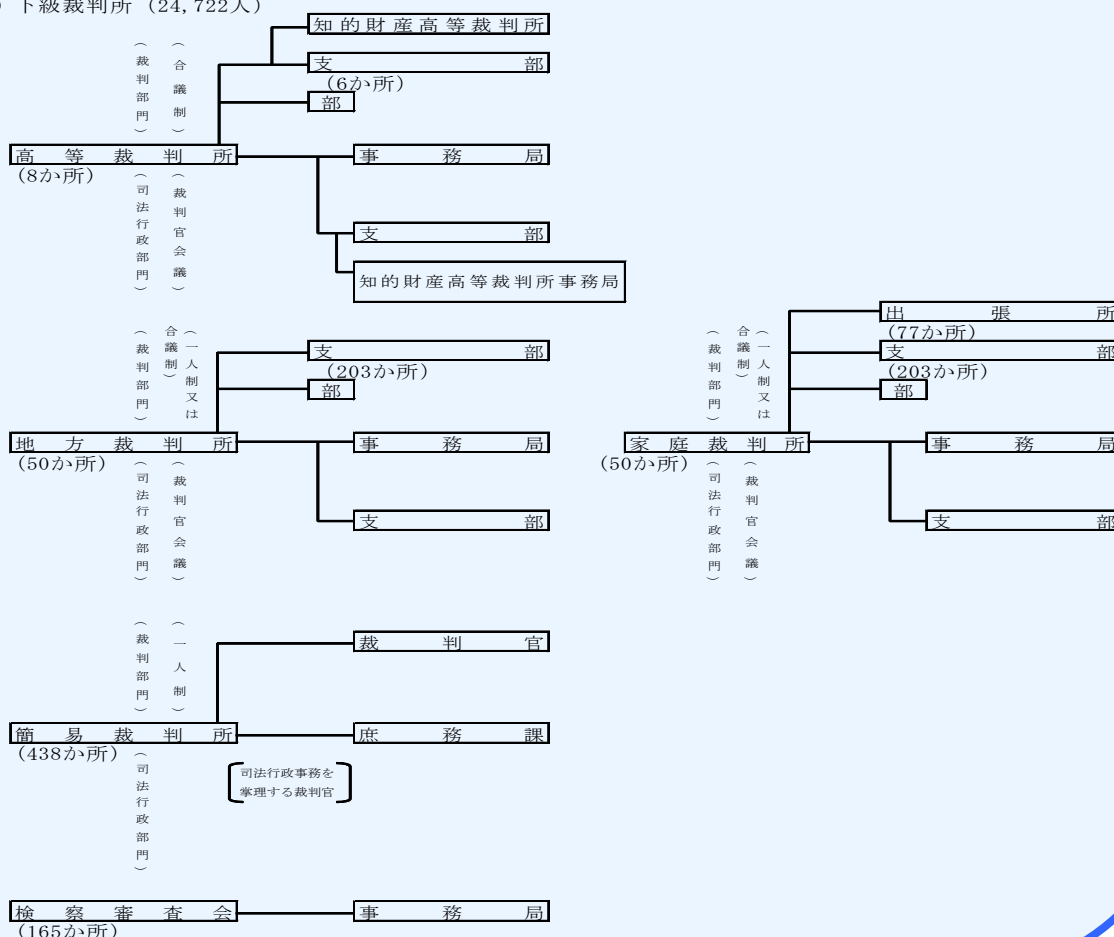 下級裁判所（24,722人）
知的財産高等裁判所
支部
（6か所）
部
（裁判部門）
（合議制）
高等裁判所
（8か所）
事務局
（司法行政部門）
（裁判官会議）
支部
知的財産高等裁判所事務局
（裁判部門）
（一人制又は
合議制）
支部
（203か所）
部
地方裁判所
（50か所）
事務局
（司法行政部門）
（裁判官会議）
支部
出張所
（77か所）
支部
（203か所）
部
（裁判部門）
（一人制又は
合議制）
家庭裁判所
（50か所）
事務局
（司法行政部門）
（裁判官会議）
支部
（裁判部門）
（一人制）
裁判官
簡易裁判所
（438か所）
庶務課
（司法行政部門）
司法行政事務を
掌理する裁判官
検察審査会
（165か所）
事務局